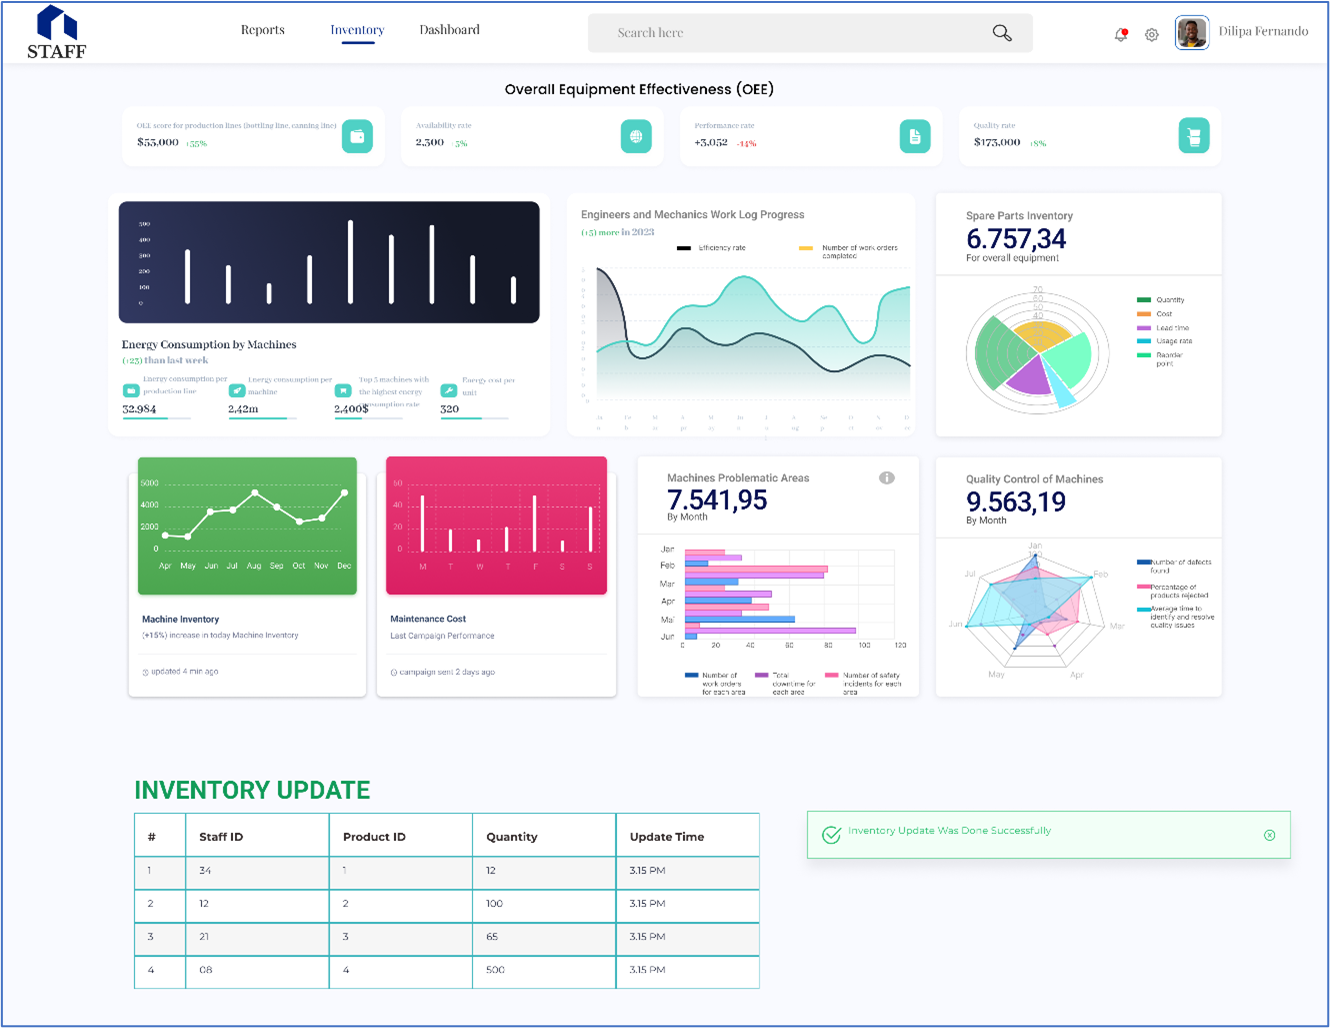 STAFF
Reports
Inventory
Dashboard
Search here
Dilipa Fernando
Overall Equipment Effectiveness (OEE)
OEE score for production lines (bottling line, canning line)
$53,000 +55%
Availability rate
2,300 +5%
Performance rate
+3,052 -14%
Quality rate
$173,000 +8%
500
400
300
200
100
0
Energy Consumption by Machines
(+23) than last week
Energy consumption per
production line
32,984
Energy consumption per
machine
2,42m
Top 5 machines with
the highest energy
consumption rate
2,400$
Energy cost per
unit
320
Engineers and Mechanics Work Log Progress
(+5) more in 2023
Efficiency rate
Number of work orders
completed
Spare Parts Inventory
6.757,34
For overall equipment
70
60
50
40
Quantity
Cost
Lead time
Usage rate
Reorder
point
5000
4000
2000
0
Apr May Jun Jul Aug Sep Oct Nov Dec
Machine Inventory
(+15%) increase in today Machine Inventory
updated 4 min ago
60
40
20
0
M T W T F S S
Maintenance Cost
Last Campaign Performance
campaign sent 2 days ago
Machines Problematic Areas
7.541,95
By Month
Jan
Feb
Mar
Apr
Mai
Jun
0 20 40 60 80 100 120
Number of
work orders
for each area
Total
downtime for
each area
Number of safety
incidents for each
area
Quality Control of Machines
9.563,19
By Month
Jan
100
Feb
Mar
Apr
May
Jun
Jul
Number of defects
found
Percentage of
products rejected
Average time to
identify and resolve
quality issues
INVENTORY UPDATE
# Staff ID Product ID Quantity Update Time
1 34 1 12 3.15 PM
2 12 2 100 3.15 PM
3 21 3 65 3.15 PM
4 08 4 500 3.15 PM
Inventory Update Was Done Successfully